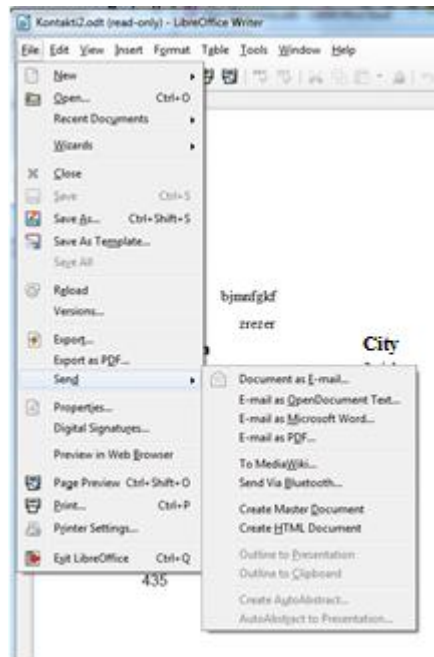 Kontakti2.odt (read-only) - LibreOffice Writer
File Edit View Insert Format Table Tools Window Help
New
Open... Ctrl+O
Recent Documents
Wizards
Close
Save Ctrl+S
Save As... Ctrl+Shift+S
Save As Template...
Save All
Reload
Versions...
Export...
Export as PDF...
Send
Properties...
Digital Signatures...
Preview in Web Browser
Page Preview Ctrl+Shift+O
Print... Ctrl+P
Printer Settings...
Exit LibreOffice Ctrl+Q
bjmnfgkf
zrezer
City
Document as E-mail...
E-mail as OpenDocument Text...
E-mail as Microsoft Word...
E-mail as PDF...
To MediaWiki...
Send Via Bluetooth...
Create Master Document
Create HTML Document
Outline to Presentation
Outline to Clipboard
Create AutoAbstract...
AutoAbstract to Presentation...
435